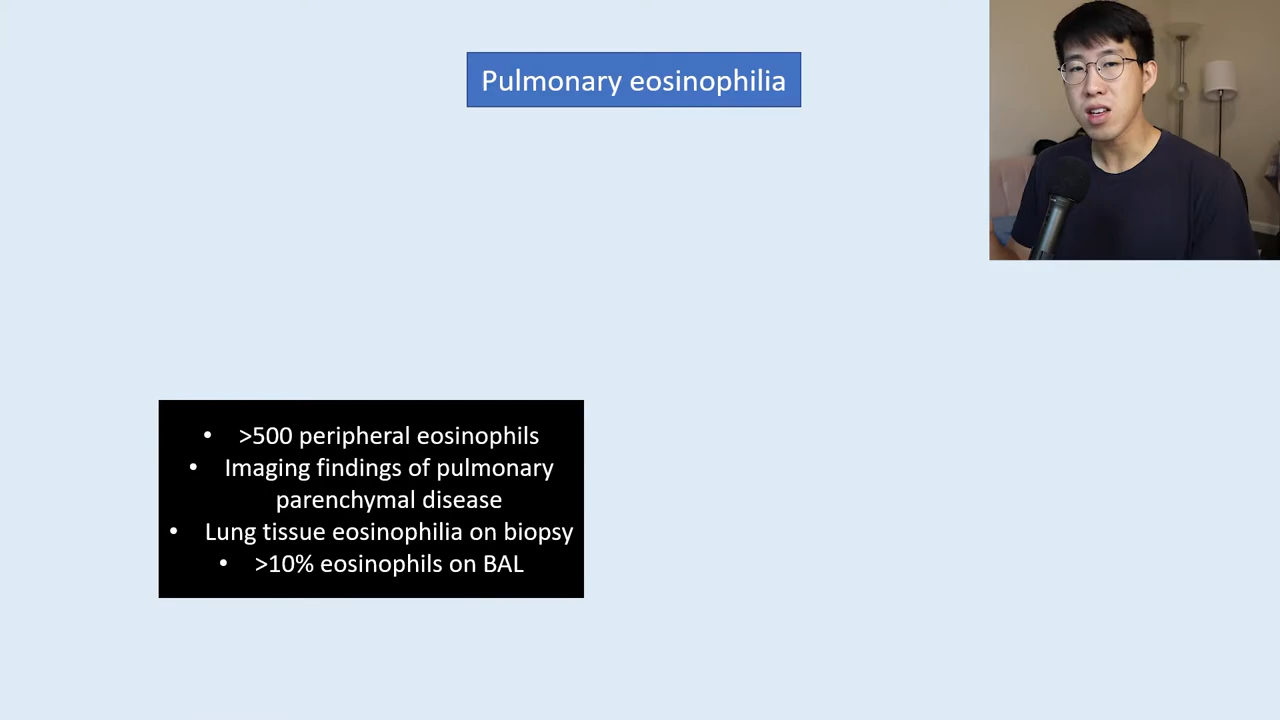 Pulmonary eosinophilia
• >500 peripheral eosinophils
• Imaging findings of pulmonary
parenchymal disease
• Lung tissue eosinophilia on biopsy
• >10% eosinophils on BAL